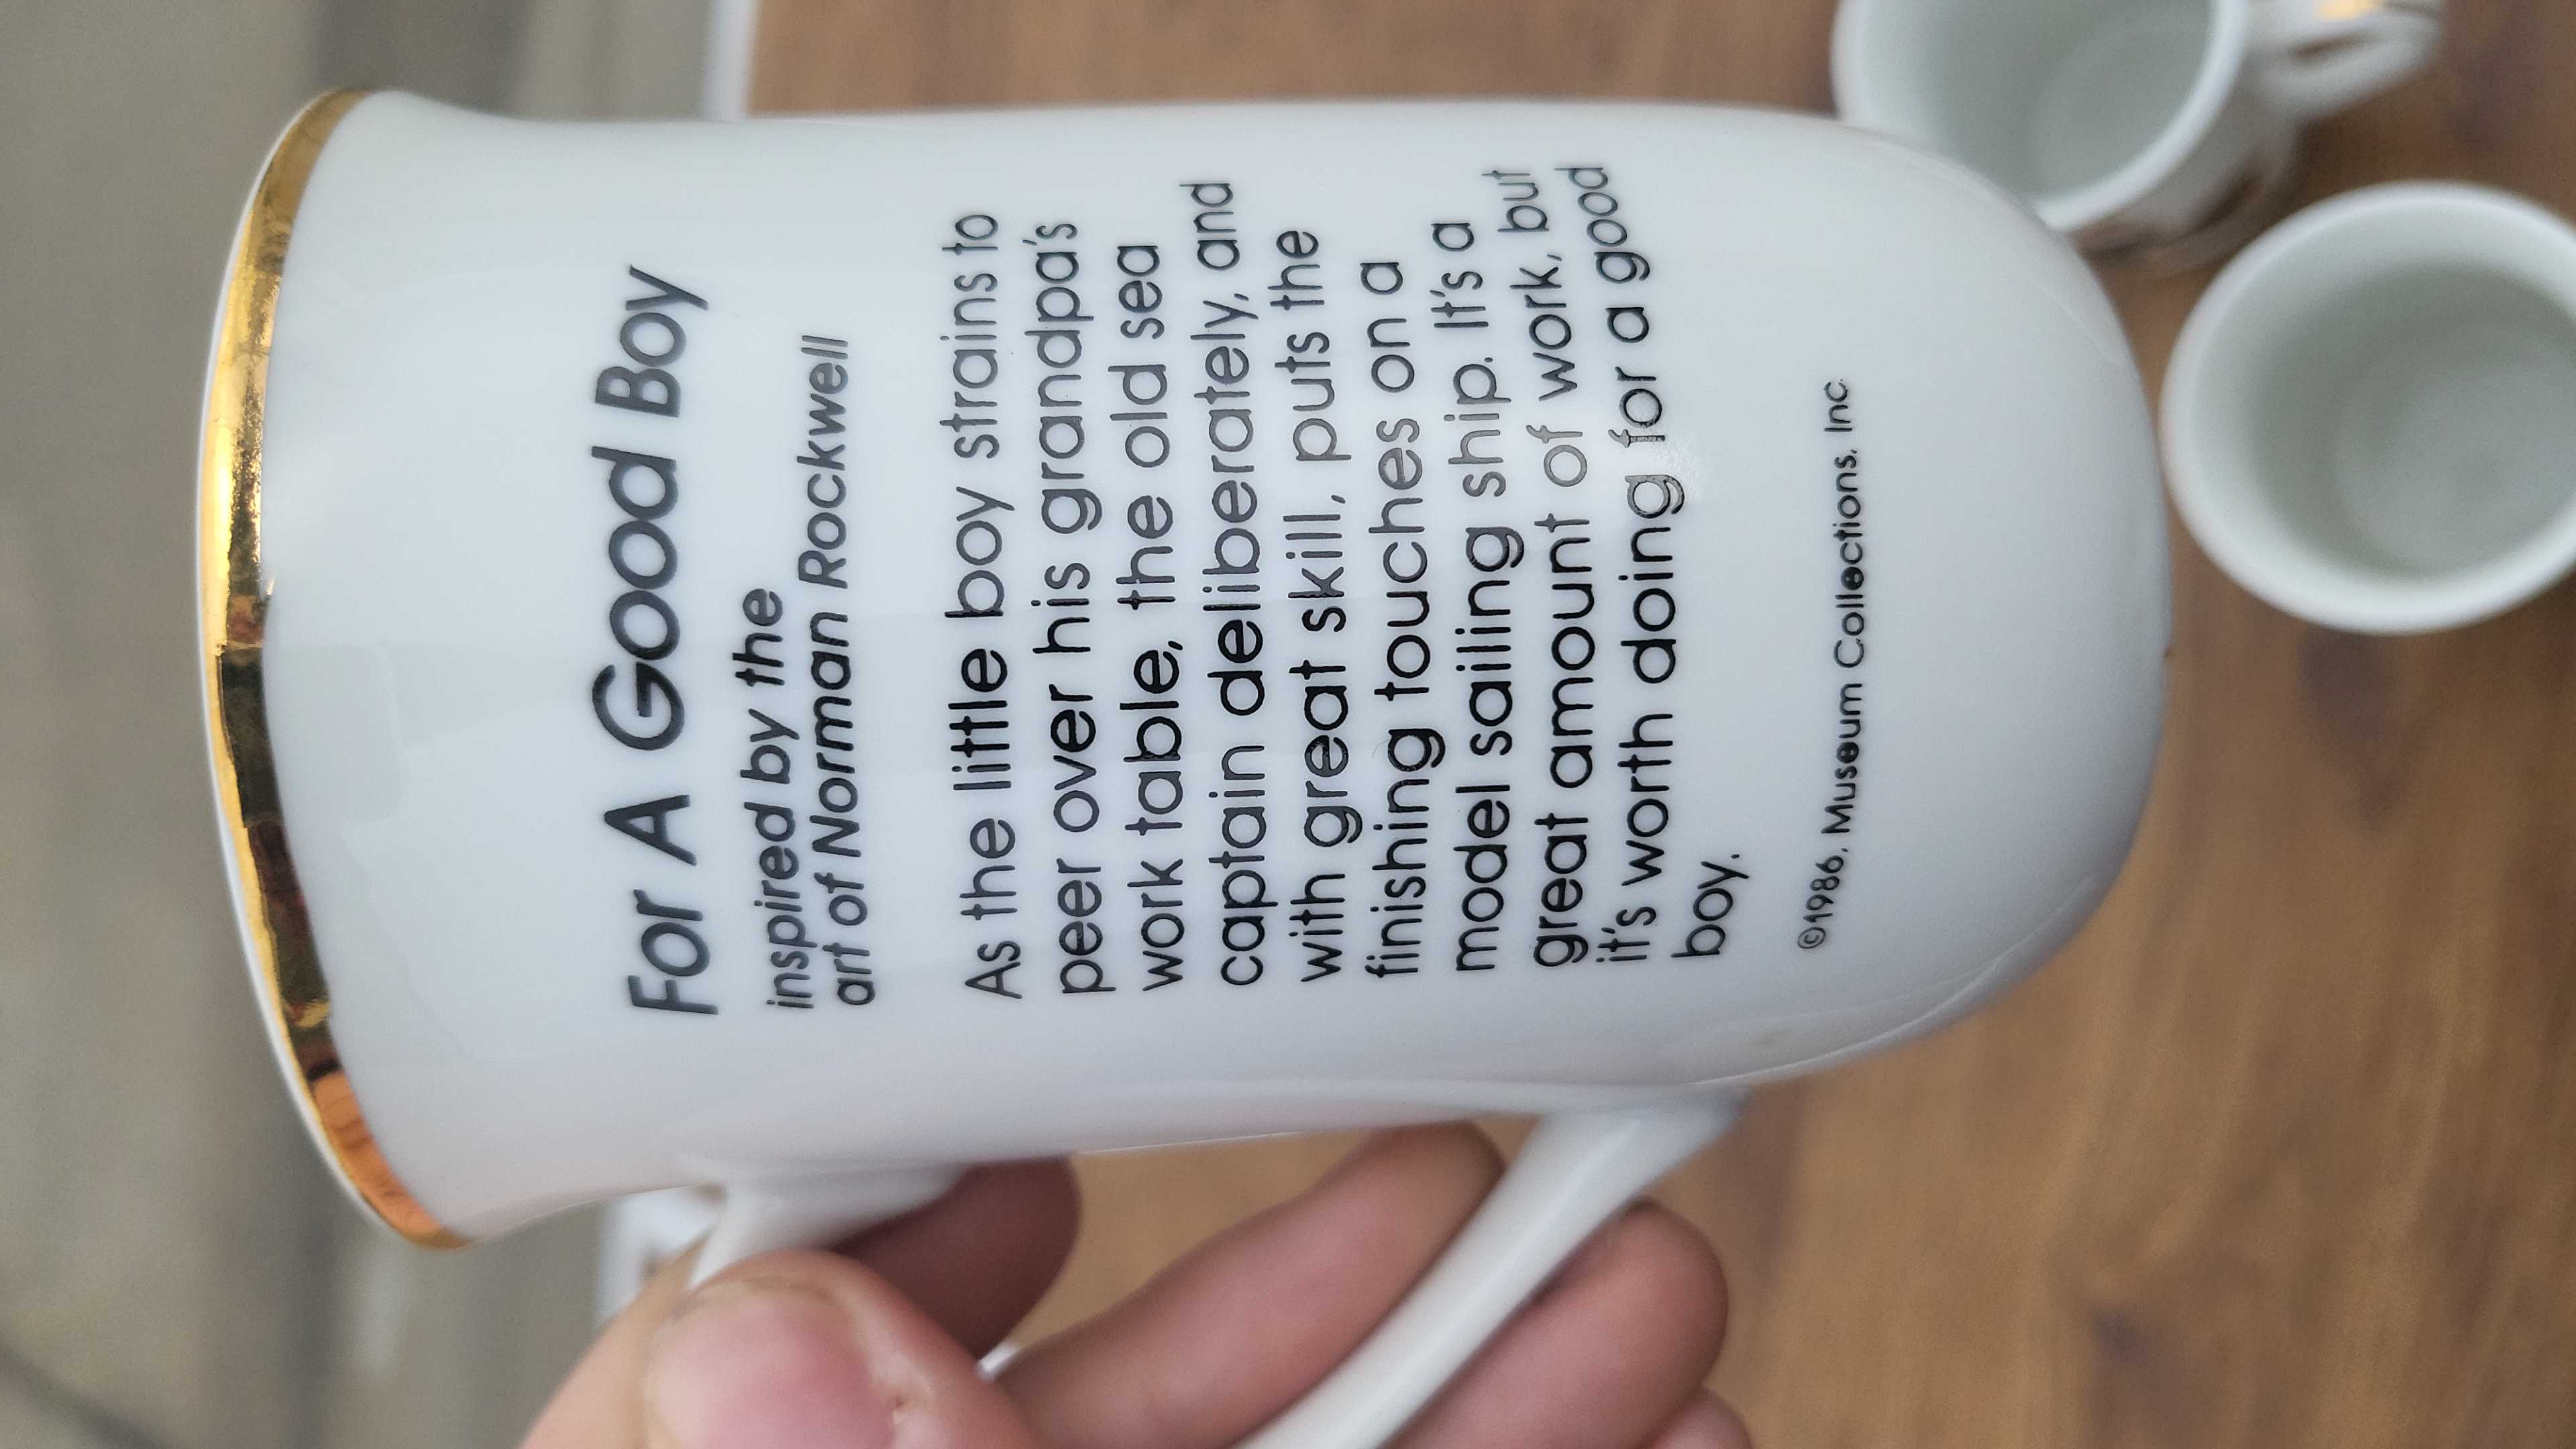 For A Good Boy
inspired by the
art of Norman Rockwell
As the little boy strains to
peer over his grandpa's
work table, the old sea
captain deliberately, and
with great skill, puts the
finishing touches on a
model sailing ship. It's a
great amount of work, but
it's worth doing for a good
boy.
©1986, Museum Collections, Inc.